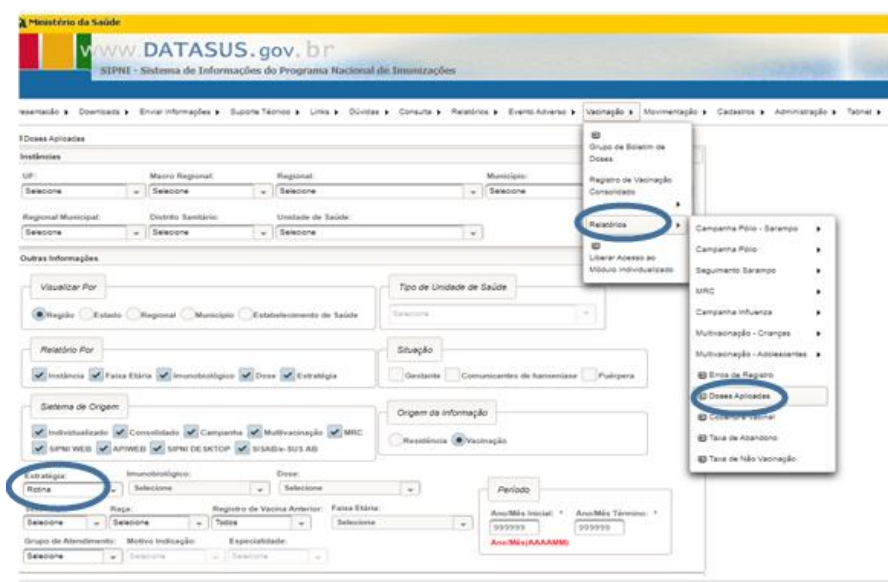 Ministério da Saúde
www.DATASUS.gov.br
SIPNI - Sistema de Informações do Programa Nacional de Imunizações
Downloads Enviar Informações Suporte Técnico Links Dúvidas Consulta Relatórios Evento Adverso Vacinação Movimentação Cadastros Administração Tabnet
Doses Aplicadas
Instâncias
UF: Macro Regional: Regional: Município:
Selecione Selecione Selecione Selecione
Regional Municipal: Distrito Sanitário: Unidade de Saúde:
Selecione Selecione Selecione
Outras Informações
Visualizar Por
Região Estado Regional Município Estabelecimento de Saúde
Tipo de Unidade de Saúde
Selecione
Relatório Por
Instância Faixa Etária Imunobiológico Dose Estratégia
Situação
Gestante Comunicantes de hanseníase Puérpera
Sistema de Origem
Individualizado Consolidado Campanha Multivacinação MRC
SIPNI WEB APIWEB SIPNI DESKTOP SISAB/e-SUS AB
Origem da Informação
Residência Vacinação
Estratégia: Imunobiológico: Dose:
Rotina Selecione Selecione
Raça: Registro de Vacina Anterior: Faixa Etária:
Selecione Selecione Todos Selecione
Grupo de Atendimento: Motivo Indicação: Especialidade:
Selecione Selecione Selecione
Período
Ano/Mês Inicial: * Ano/Mês Término: *
999999 999999
Ano/Mês(AAAAMM)
Grupo de Boletim de
Doses
Registro de Vacinação
Consolidado
Relatórios
Liberar Acesso ao
Módulo Individualizado
Campanha Pólio - Sarampo
Campanha Pólio
Seguimento Sarampo
MRC
Campanha Influenza
Multivacinação - Crianças
Multivacinação - Adolescentes
Erros de Registro
Doses Aplicadas
Cobertura Vacinal
Taxa de Abandono
Taxa de Não Vacinação